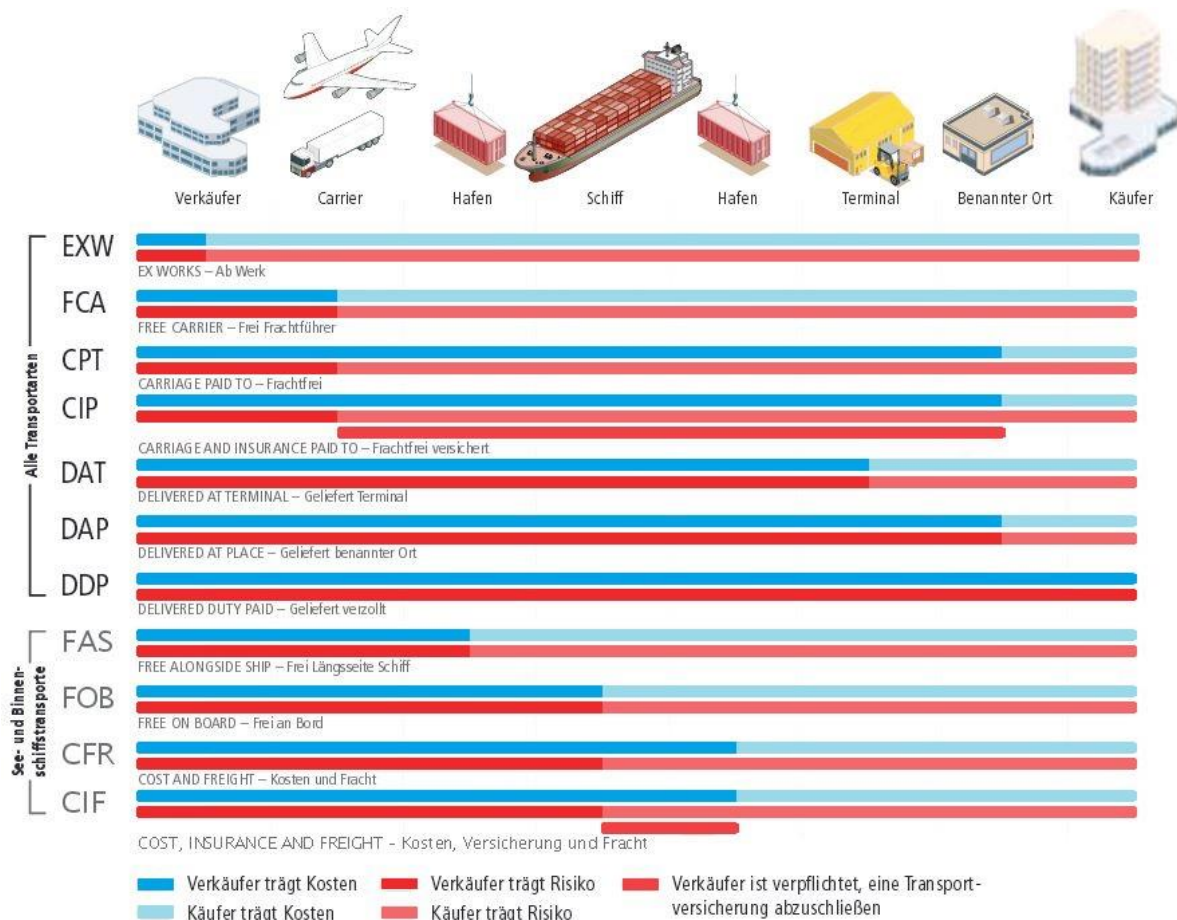 Verkäufer
Carrier
Hafen
Schiff
Hafen
Terminal
Benannter Ort
Käufer
Alle Transportarten
EXW
EX WORKS – Ab Werk
FCA
FREE CARRIER – Frei Frachtführer
CPT
CARRIAGE PAID TO – Frachtfrei
CIP
CARRIAGE AND INSURANCE PAID TO – Frachtfrei versichert
DAT
DELIVERED AT TERMINAL – Geliefert Terminal
DAP
DELIVERED AT PLACE – Geliefert benannter Ort
DDP
DELIVERED DUTY PAID – Geliefert verzollt
See- und Binnen-
schiffstransporte
FAS
FREE ALONGSIDE SHIP – Frei Längsseite Schiff
FOB
FREE ON BOARD – Frei an Bord
CFR
COST AND FREIGHT – Kosten und Fracht
CIF
COST, INSURANCE AND FREIGHT - Kosten, Versicherung und Fracht
Verkäufer trägt Kosten
Käufer trägt Kosten
Verkäufer trägt Risiko
Käufer trägt Risiko
Verkäufer ist verpflichtet, eine Transport-
versicherung abzuschließen